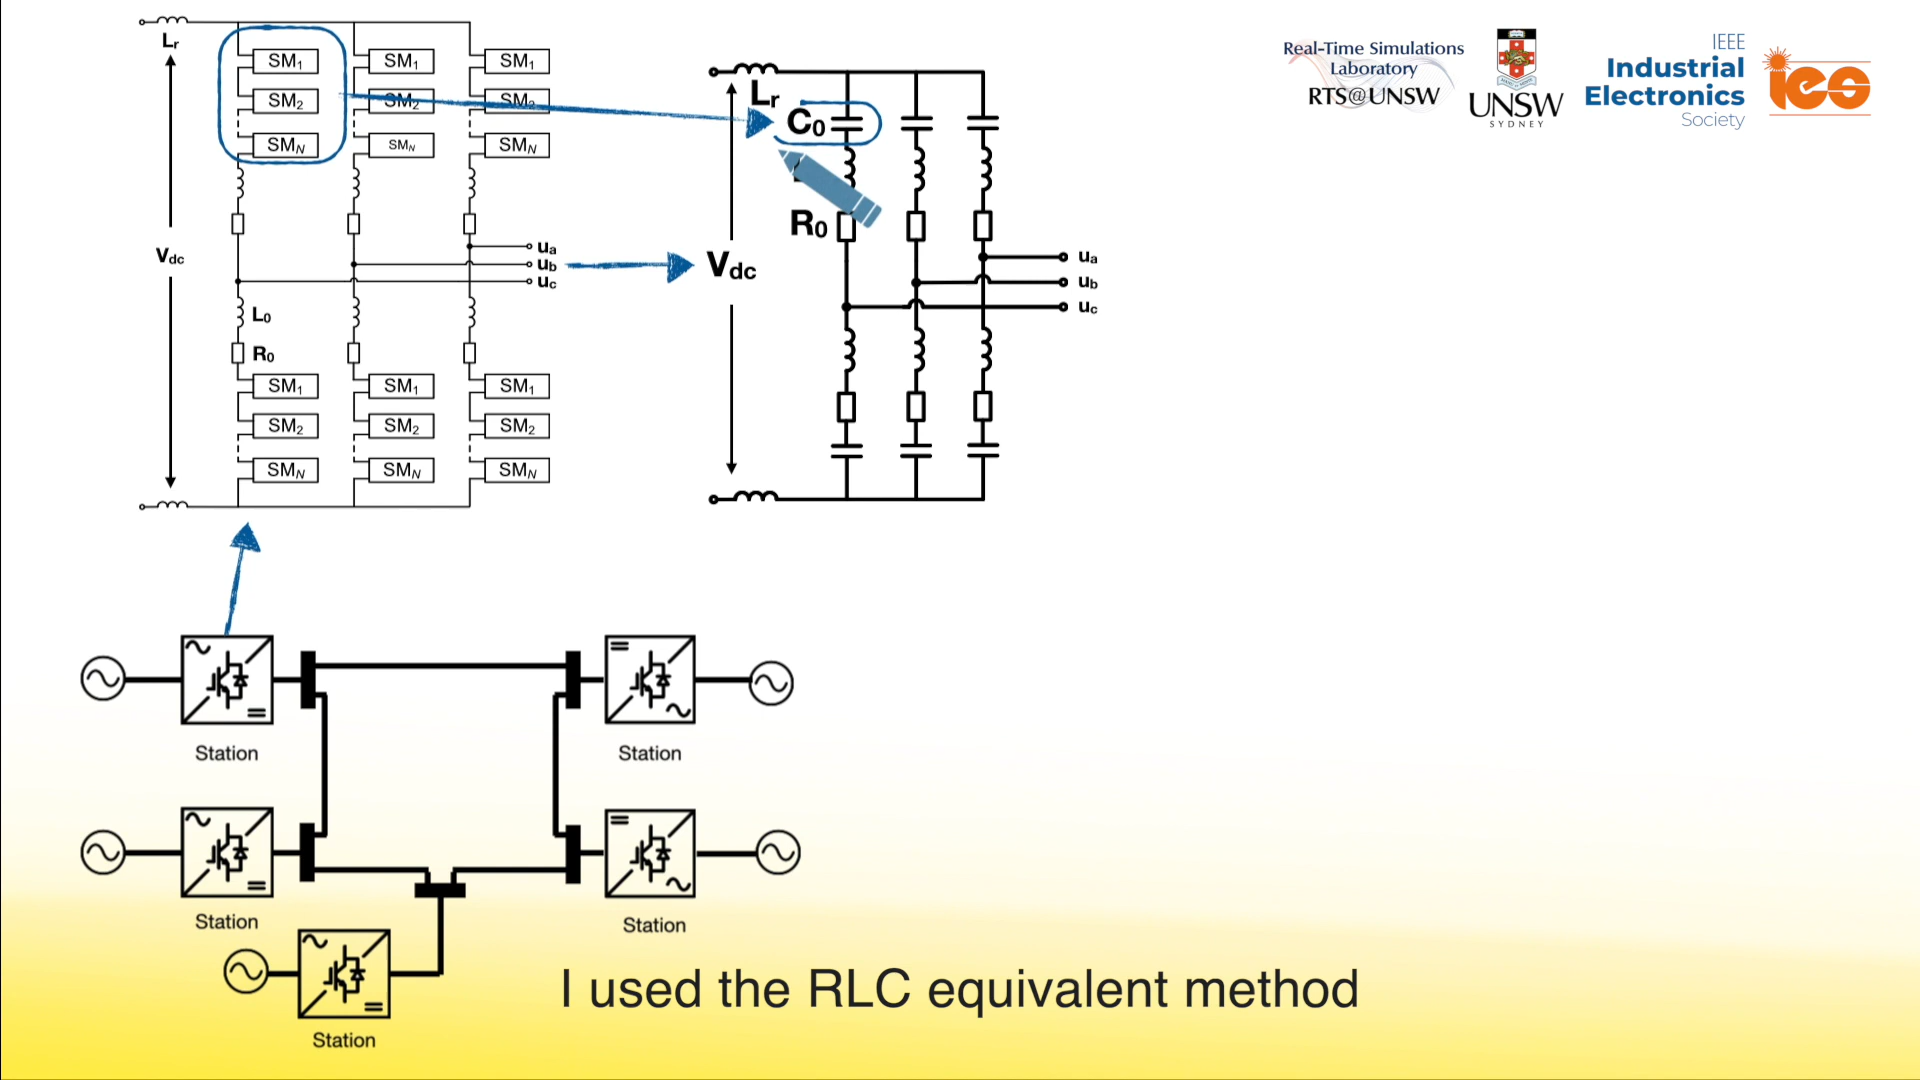 Lr
SM1
SM2
SMN
SM1
SM2
SMN
SM1
SM2
SMN
Vdc
ua
ub
uc
L0
R0
SM1
SM2
SMN
SM1
SM2
SMN
SM1
SM2
SMN
Lr
C0
R0
Vdc
ua
ub
uc
Real-Time Simulations
Laboratory
RTS@UNSW
UNSW
SYDNEY
IEEE
Industrial
Electronics
Society
ies
Station
Station
Station
Station
Station
I used the RLC equivalent method